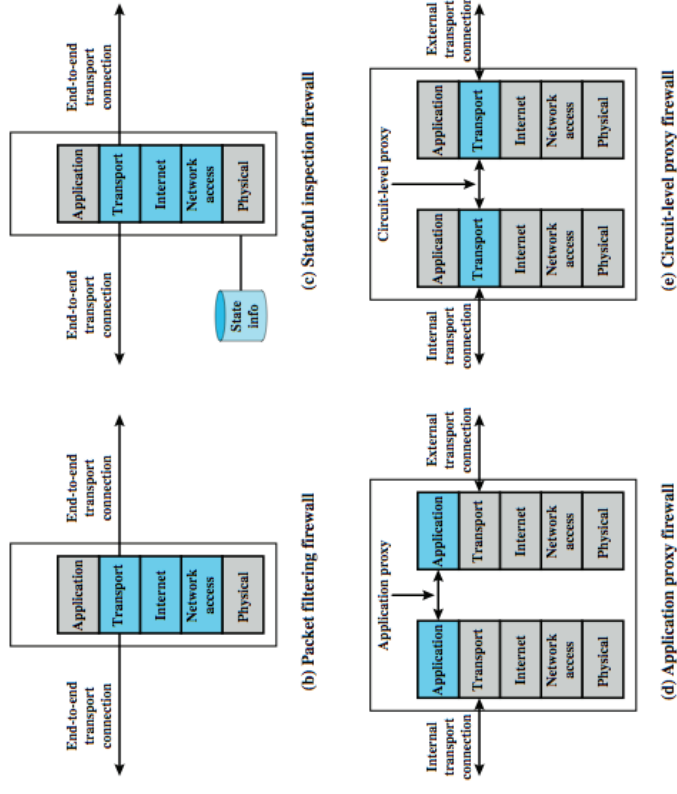 End-to-end
transport
connection
End-to-end
transport
connection
Application
Transport
Internet
Network
access
Physical
(b) Packet filtering firewall
End-to-end
transport
connection
End-to-end
transport
connection
Application
Transport
Internet
Network
access
Physical
State
info
(c) Stateful inspection firewall
Application proxy
Internal
transport
connection
Application
Transport
Internet
Network
access
Physical
Application
Transport
Internet
Network
access
Physical
External
transport
connection
(d) Application proxy firewall
Circuit-level proxy
Internal
transport
connection
Application
Transport
Internet
Network
access
Physical
Application
Transport
Internet
Network
access
Physical
External
transport
connection
(e) Circuit-level proxy firewall